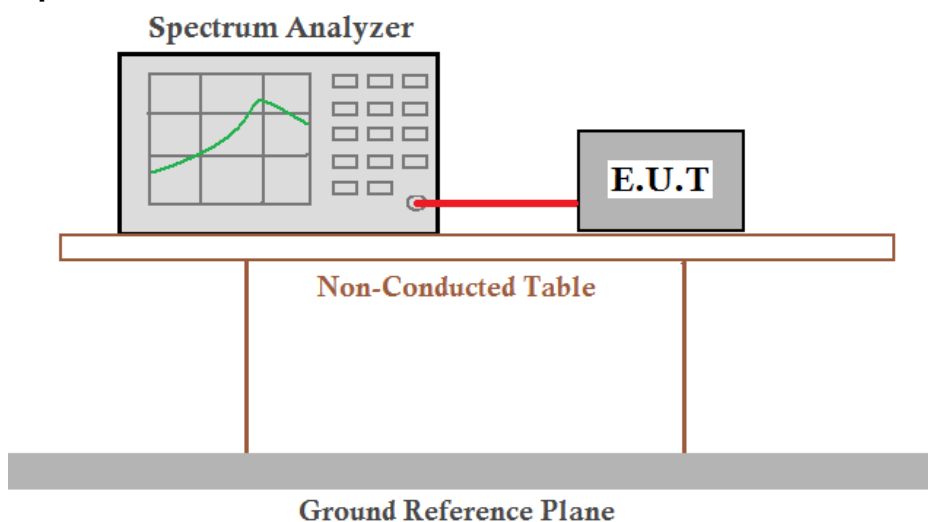 Spectrum Analyzer
E.U.T
Non-Conducted Table
Ground Reference Plane